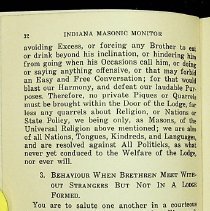 12 INDIANA MASONIC MONITOR
avoiding Excess, or forcing any Brother to eat
or drink beyond his inclination, or hindering him
from going when his Occasions call him, or doing
or saying anything offensive, or that may forbid
an Easy and Free Conversation; for that would
blast our Harmony, and defeat our laudable Pur-
poses. Therefore, no private Piques or Quarrels
must be brought within the Door of the Lodge, far
less any quarrels about Religion, or Nations or
State Policy, we being only, as Masons, of the
Universal Religion above mentioned; we are also
of all Nations, Tongues, Kindreds, and Languages,
and are resolved against All Politicks, as what
never yet conduced to the Welfare of the Lodge,
nor ever will.
3. BEHAVIOUR WHEN BRETHREN MEET WITH-
OUT STRANGERS BUT NOT IN A LODGE
FORMED.
You are to salute one another in a courteous